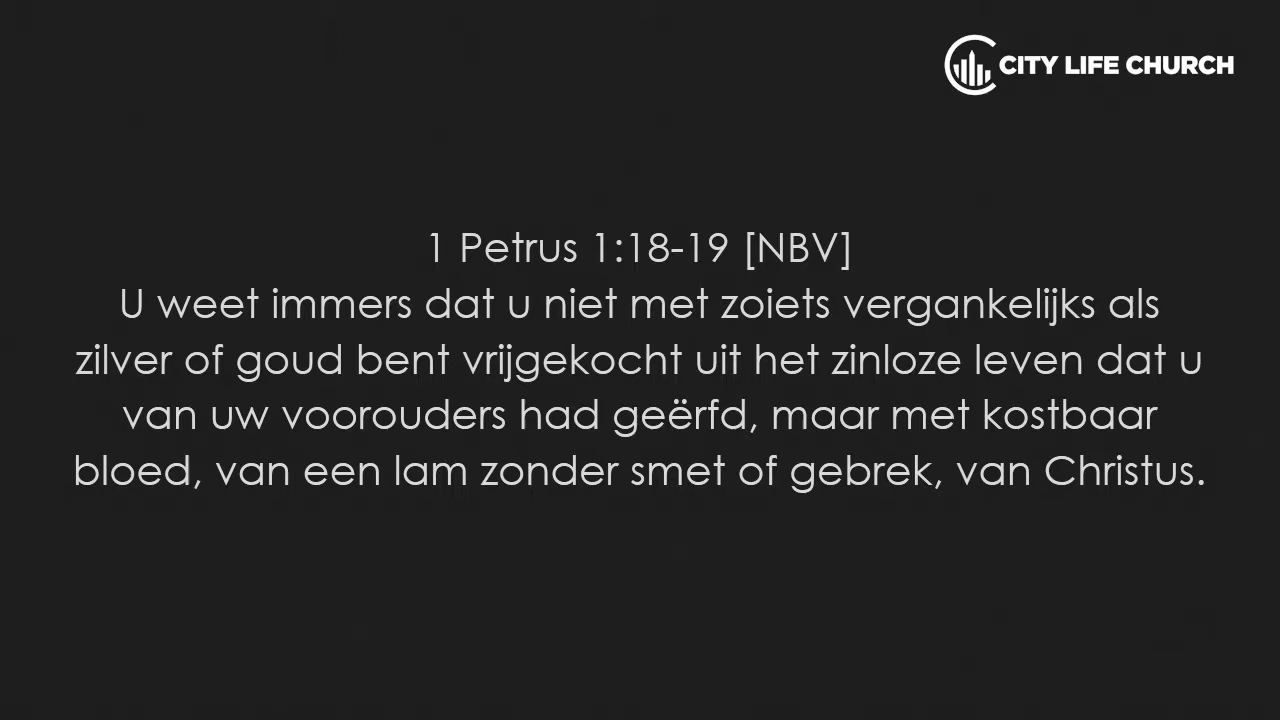 CITY LIFE CHURCH
1 Petrus 1:18-19 [NBV]
U weet immers dat u niet met zoiets vergankelijks als
zilver of goud bent vrijgekocht uit het zinloze leven dat u
van uw voorouders had geërfd, maar met kostbaar
bloed, van een lam zonder smet of gebrek, van Christus.